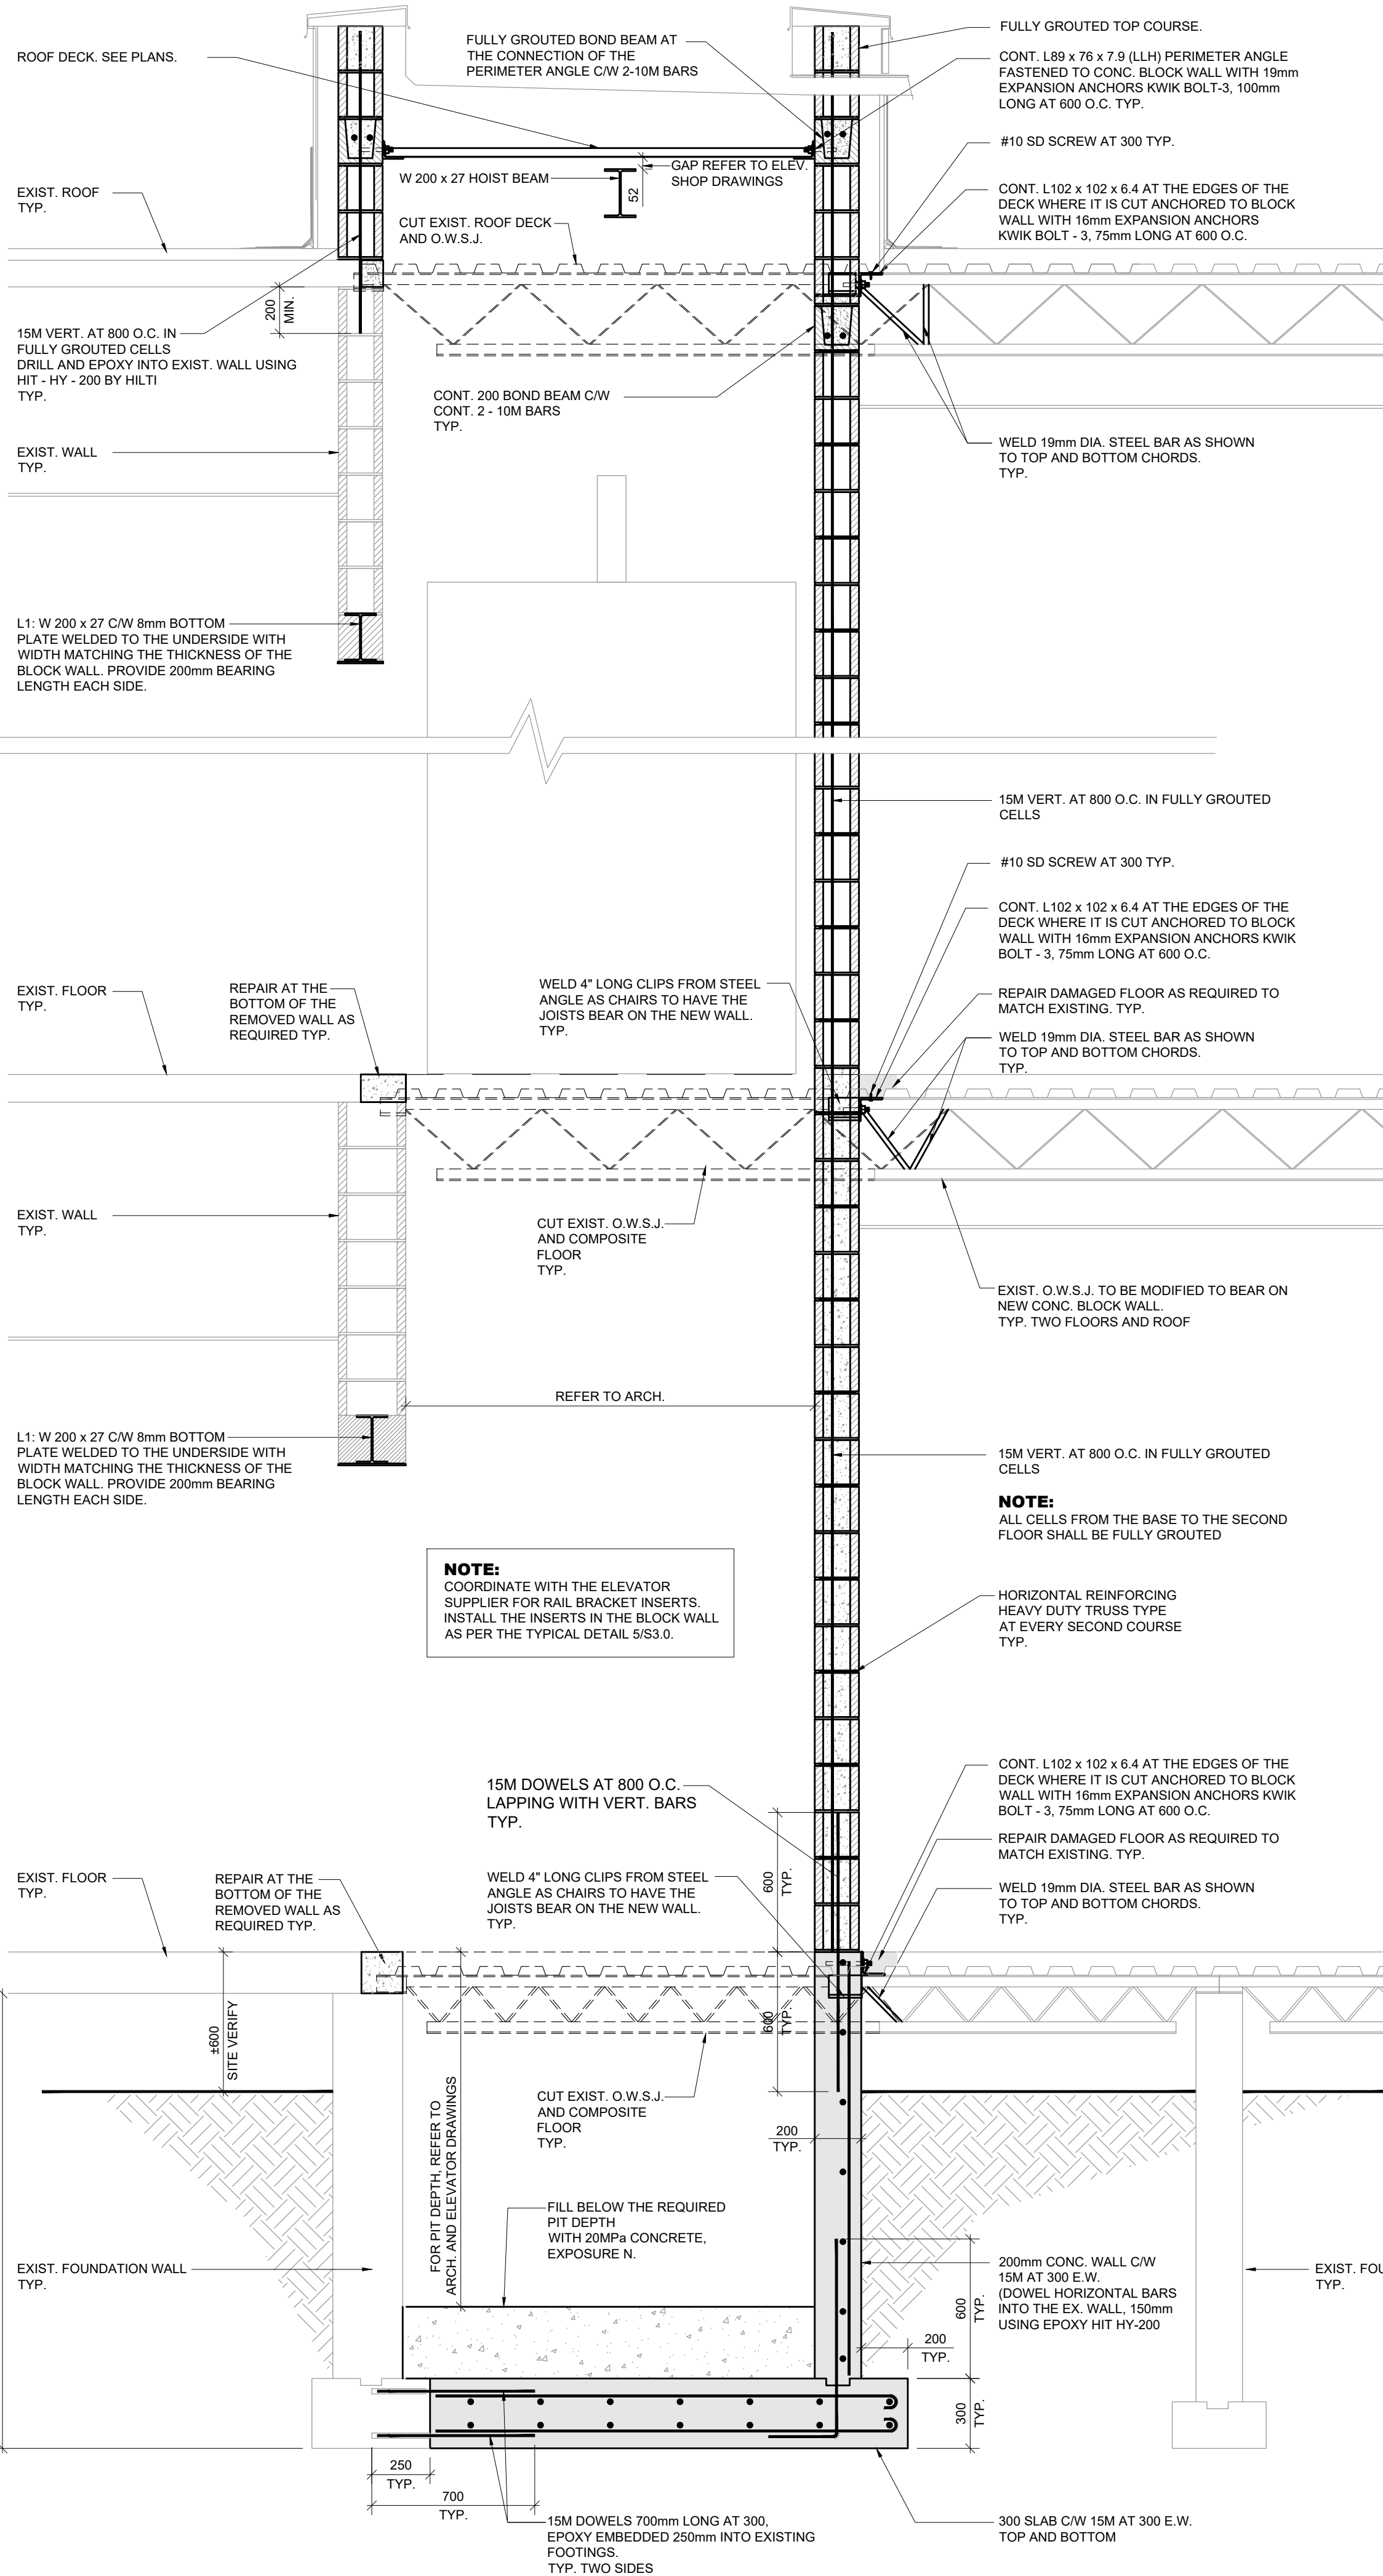 ROOF DECK. SEE PLANS.
FULLY GROUTED BOND BEAM AT
THE CONNECTION OF THE
PERIMETER ANGLE C/W 2-10M BARS
FULLY GROUTED TOP COURSE.
CONT. L89 x 76 x 7.9 (LLH) PERIMETER ANGLE
FASTENED TO CONC. BLOCK WALL WITH 19mm
EXPANSION ANCHORS KWIK BOLT-3, 100mm
LONG AT 600 O.C. TYP.
#10 SD SCREW AT 300 TYP.
W 200 x 27 HOIST BEAM
GAP REFER TO ELEV.
SHOP DRAWINGS
52
EXIST. ROOF
TYP.
CUT EXIST. ROOF DECK
AND O.W.S.J.
CONT. L102 x 102 x 6.4 AT THE EDGES OF THE
DECK WHERE IT IS CUT ANCHORED TO BLOCK
WALL WITH 16mm EXPANSION ANCHORS
KWIK BOLT - 3, 75mm LONG AT 600 O.C.
200
MIN.
15M VERT. AT 800 O.C. IN
FULLY GROUTED CELLS
DRILL AND EPOXY INTO EXIST. WALL USING
HIT - HY - 200 BY HILTI
TYP.
CONT. 200 BOND BEAM C/W
CONT. 2 - 10M BARS
TYP.
EXIST. WALL
TYP.
WELD 19mm DIA. STEEL BAR AS SHOWN
TO TOP AND BOTTOM CHORDS.
TYP.
L1: W 200 x 27 C/W 8mm BOTTOM
PLATE WELDED TO THE UNDERSIDE WITH
WIDTH MATCHING THE THICKNESS OF THE
BLOCK WALL. PROVIDE 200mm BEARING
LENGTH EACH SIDE.
15M VERT. AT 800 O.C. IN FULLY GROUTED
CELLS
#10 SD SCREW AT 300 TYP.
CONT. L102 x 102 x 6.4 AT THE EDGES OF THE
DECK WHERE IT IS CUT ANCHORED TO BLOCK
WALL WITH 16mm EXPANSION ANCHORS KWIK
BOLT - 3, 75mm LONG AT 600 O.C.
EXIST. FLOOR
TYP.
REPAIR AT THE
BOTTOM OF THE
REMOVED WALL AS
REQUIRED TYP.
WELD 4" LONG CLIPS FROM STEEL
ANGLE AS CHAIRS TO HAVE THE
JOISTS BEAR ON THE NEW WALL.
TYP.
REPAIR DAMAGED FLOOR AS REQUIRED TO
MATCH EXISTING. TYP.
WELD 19mm DIA. STEEL BAR AS SHOWN
TO TOP AND BOTTOM CHORDS.
TYP.
EXIST. WALL
TYP.
CUT EXIST. O.W.S.J.
AND COMPOSITE
FLOOR
TYP.
EXIST. O.W.S.J. TO BE MODIFIED TO BEAR ON
NEW CONC. BLOCK WALL.
TYP. TWO FLOORS AND ROOF
REFER TO ARCH.
L1: W 200 x 27 C/W 8mm BOTTOM
PLATE WELDED TO THE UNDERSIDE WITH
WIDTH MATCHING THE THICKNESS OF THE
BLOCK WALL. PROVIDE 200mm BEARING
LENGTH EACH SIDE.
15M VERT. AT 800 O.C. IN FULLY GROUTED
CELLS
NOTE:
ALL CELLS FROM THE BASE TO THE SECOND
FLOOR SHALL BE FULLY GROUTED
NOTE:
COORDINATE WITH THE ELEVATOR
SUPPLIER FOR RAIL BRACKET INSERTS.
INSTALL THE INSERTS IN THE BLOCK WALL
AS PER THE TYPICAL DETAIL 5/S3.0.
HORIZONTAL REINFORCING
HEAVY DUTY TRUSS TYPE
AT EVERY SECOND COURSE
TYP.
15M DOWELS AT 800 O.C.
LAPPING WITH VERT. BARS
TYP.
CONT. L102 x 102 x 6.4 AT THE EDGES OF THE
DECK WHERE IT IS CUT ANCHORED TO BLOCK
WALL WITH 16mm EXPANSION ANCHORS KWIK
BOLT - 3, 75mm LONG AT 600 O.C.
REPAIR DAMAGED FLOOR AS REQUIRED TO
MATCH EXISTING. TYP.
EXIST. FLOOR
TYP.
REPAIR AT THE
BOTTOM OF THE
REMOVED WALL AS
REQUIRED TYP.
WELD 4" LONG CLIPS FROM STEEL
ANGLE AS CHAIRS TO HAVE THE
JOISTS BEAR ON THE NEW WALL.
TYP.
600
TYP.
WELD 19mm DIA. STEEL BAR AS SHOWN
TO TOP AND BOTTOM CHORDS.
TYP.
±600
SITE VERIFY
600
TYP.
FOR PIT DEPTH, REFER TO
ARCH. AND ELEVATOR DRAWINGS
CUT EXIST. O.W.S.J.
AND COMPOSITE
FLOOR
TYP.
200
TYP.
FILL BELOW THE REQUIRED
PIT DEPTH
WITH 20MPa CONCRETE,
EXPOSURE N.
EXIST. FOUNDATION WALL
TYP.
600
TYP.
200mm CONC. WALL C/W
15M AT 300 E.W.
(DOWEL HORIZONTAL BARS
INTO THE EX. WALL, 150mm
USING EPOXY HIT HY-200
EXIST. FOU
TYP.
200
TYP.
300
TYP.
250
TYP.
700
TYP.
15M DOWELS 700mm LONG AT 300,
EPOXY EMBEDDED 250mm INTO EXISTING
FOOTINGS.
TYP. TWO SIDES
300 SLAB C/W 15M AT 300 E.W.
TOP AND BOTTOM